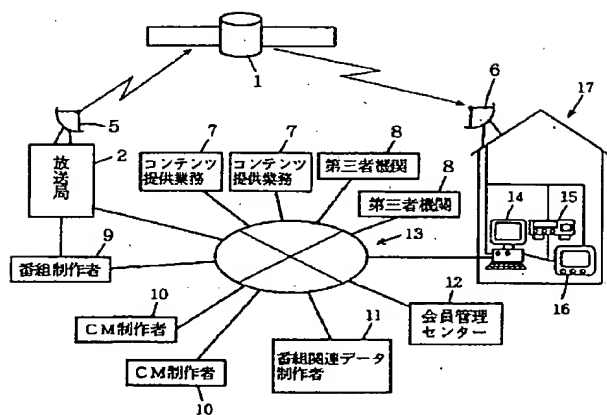 1
6
17
5
2
放送局
7
コンテンツ
提供業務
7
コンテンツ
提供業務
8
第三者機関
8
第三者機関
13
14
15
16
9
番組制作者
10
CM制作者
CM制作者
10
11
番組関連データ
制作者
12
会員管理
センター